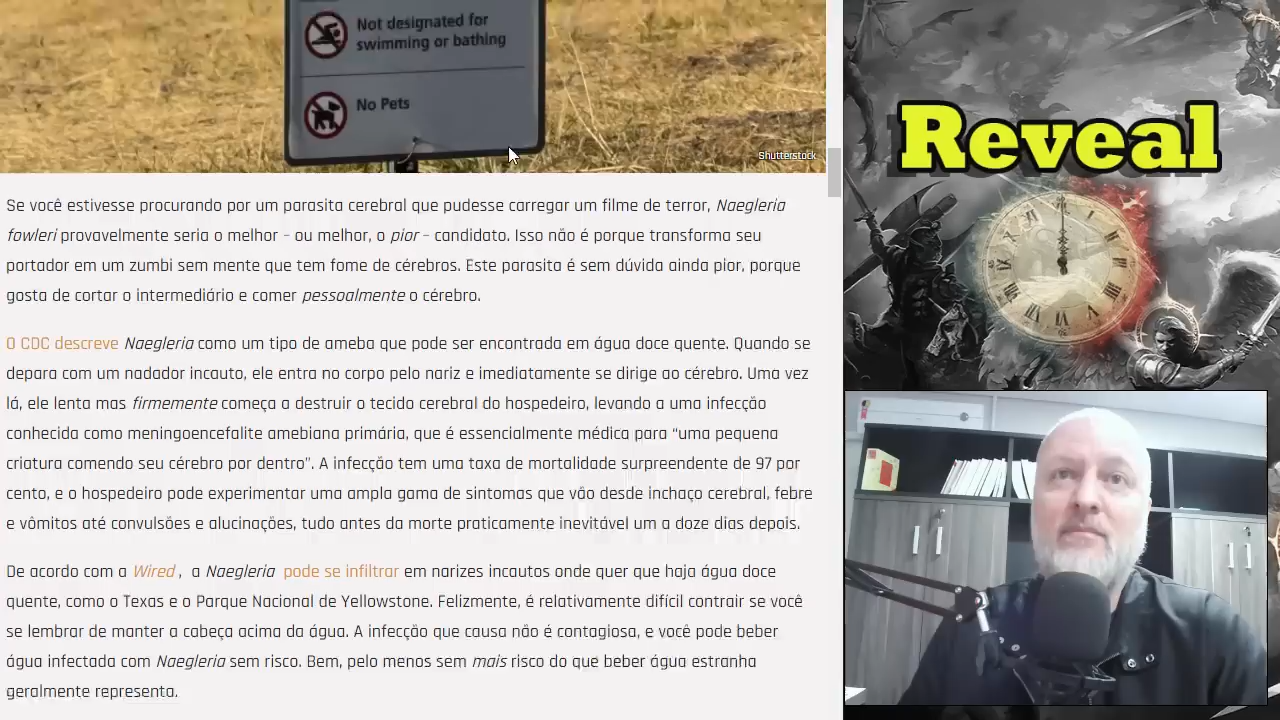 Not designated for
swimming or bathing
No Pets
Shutterstock
Se você estivesse procurando por um parasita cerebral que pudesse carregar um filme de terror, Naegleria
fowleri provavelmente seria o melhor – ou melhor, o pior – candidato. Isso não é porque transforma seu
portador em um zumbi sem mente que tem fome de cérebros. Este parasita é sem dúvida ainda pior, porque
gosta de cortar o intermediário e comer pessoalmente o cérebro.
O CDC descreve Naegleria como um tipo de ameba que pode ser encontrada em água doce quente. Quando se
depara com um nadador incauto, ele entra no corpo pelo nariz e imediatamente se dirige ao cérebro. Uma vez
lá, ele lenta mas firmemente começa a destruir o tecido cerebral do hospedeiro, levando a uma infecção
conhecida como meningoencefalite amebiana primária, que é essencialmente médica para “uma pequena
criatura comendo seu cérebro por dentro”. A infecção tem uma taxa de mortalidade surpreendente de 97 por
cento, e o hospedeiro pode experimentar uma ampla gama de sintomas que vão desde inchaço cerebral, febre
e vômitos até convulsões e alucinações, tudo antes da morte praticamente inevitável um a doze dias depois.
De acordo com a Wired , a Naegleria pode se infiltrar em narizes incautos onde quer que haja água doce
quente, como o Texas e o Parque Nacional de Yellowstone. Felizmente, é relativamente difícil contrair se você
se lembrar de manter a cabeça acima da água. A infecção que causa não é contagiosa, e você pode beber
água infectada com Naegleria sem risco. Bem, pelo menos sem mais risco do que beber água estranha
geralmente representa.
Reveal